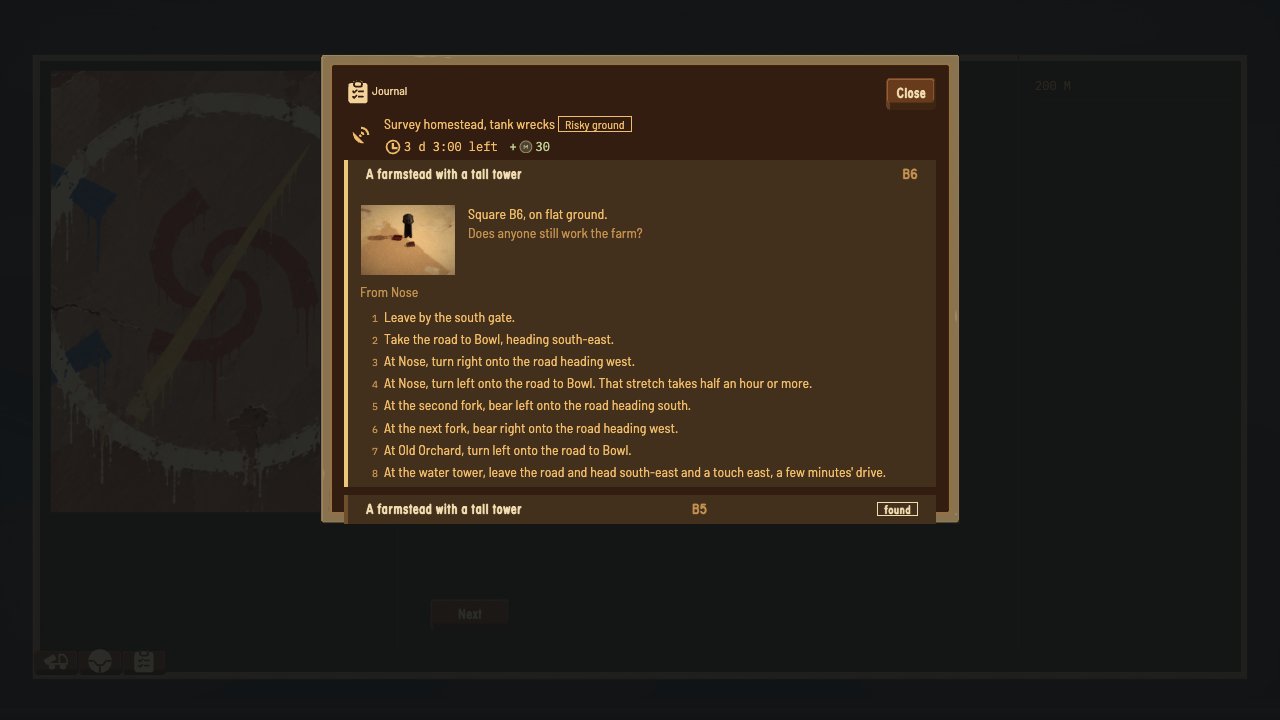 200 M
Journal
Close
Survey homestead, tank wrecks Risky ground
3 d 3:00 left + M 30
A farmstead with a tall tower B6
Square B6, on flat ground.
Does anyone still work the farm?
From Nose
1 Leave by the south gate.
2 Take the road to Bowl, heading south-east.
3 At Nose, turn right onto the road heading west.
4 At Nose, turn left onto the road to Bowl. That stretch takes half an hour or more.
5 At the second fork, bear left onto the road heading south.
6 At the next fork, bear right onto the road heading west.
7 At Old Orchard, turn left onto the road to Bowl.
8 At the water tower, leave the road and head south-east and a touch east, a few minutes' drive.
A farmstead with a tall tower B5 found
Next